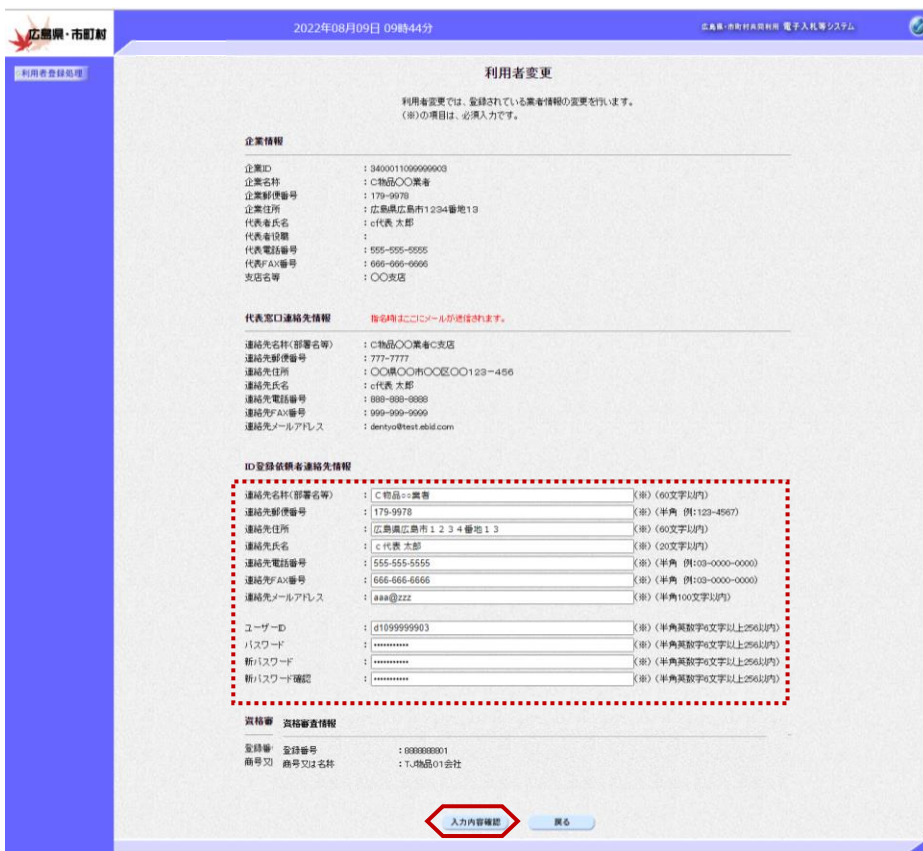 広島県・市町村
2022年08月09日 09時44分
広島県・市町村共同利用 電子入札等システム
利用者登録処理
利用者変更
利用者変更では、登録されている業者情報の変更を行います。
(※)の項目は、必須入力です。
企業情報
企業ID : 3400011099999903
企業名称 : C物品〇〇業者
企業郵便番号 : 179-9978
企業住所 : 広島県広島市1234番地13
代表者氏名 : c代表 太郎
代表者役職 :
代表電話番号 : 555-555-5555
代表FAX番号 : 666-666-6666
支店名等 : 〇〇支店
代表窓口連絡先情報 指名時はここにメールが送信されます。
連絡先名称(部署名等) : C物品〇〇業者C支店
連絡先郵便番号 : 777-7777
連絡先住所 : 〇〇県〇〇市〇〇区〇〇123-456
連絡先氏名 : c代表 太郎
連絡先電話番号 : 888-888-8888
連絡先FAX番号 : 999-999-9999
連絡先メールアドレス : dentyo@test.ebid.com
ID登録依頼者連絡先情報
連絡先名称(部署名等) : C物品○○業者 (※) (60文字以内)
連絡先郵便番号 : 179-9978 (※) (半角 例:123-4567)
連絡先住所 : 広島県広島市1234番地13 (※) (60文字以内)
連絡先氏名 : c代表 太郎 (※) (20文字以内)
連絡先電話番号 : 555-555-5555 (※) (半角 例:03-0000-0000)
連絡先FAX番号 : 666-666-6666 (※) (半角 例:03-0000-0000)
連絡先メールアドレス : aaa@zzz (※) (半角100文字以内)
ユーザーID : d1099999903 (※) (半角英数字6文字以上256以内)
パスワード : ••••••••••• (※) (半角英数字6文字以上256以内)
新パスワード : ••••••••••• (※) (半角英数字6文字以上256以内)
新パスワード確認 : ••••••••••• (※) (半角英数字6文字以上256以内)
資格審 資格審査情報
登録番 登録番号 : 8888888801
商号又 商号又は名称 : TJ物品01会社
入力内容確認 戻る